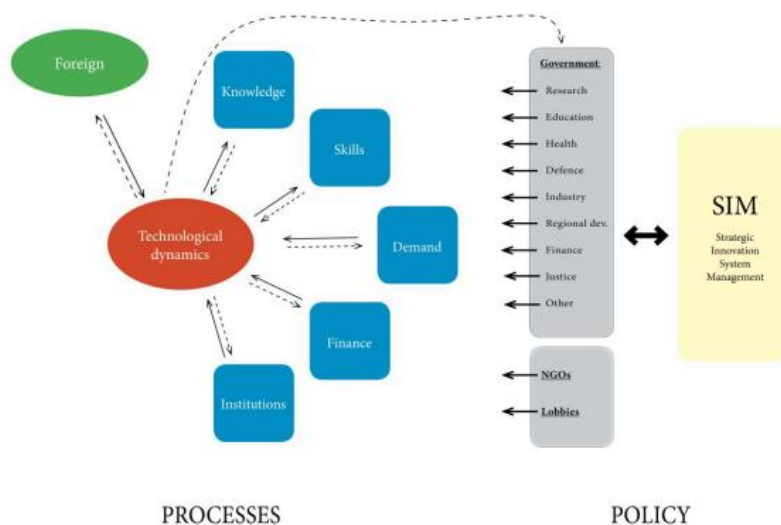 Foreign
Knowledge
Skills
Technological
dynamics
Demand
Finance
Institutions
Government:
Research
Education
Health
Defence
Industry
Regional dev.
Finance
Justice
Other
NGOs
Lobbies
SIM
Strategic
Innovation
System
Management
PROCESSES
POLICY